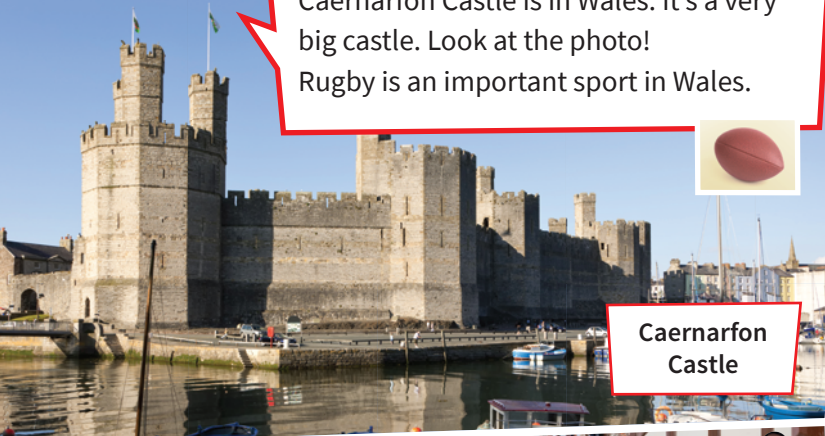 Caernarfon Castle is in Wales. It's a very
big castle. Look at the photo!
Rugby is an important sport in Wales.
Caernarfon
Castle